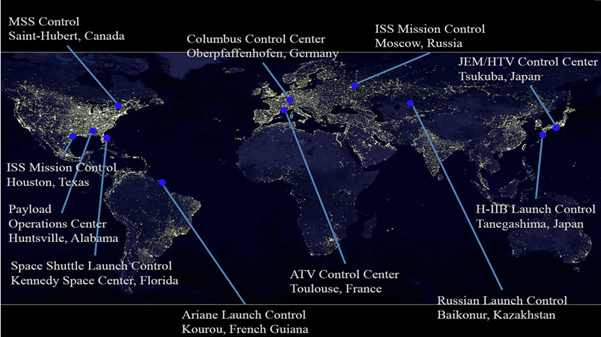 MSS Control
Saint-Hubert, Canada
Columbus Control Center
Oberpfaffenhofen, Germany
ISS Mission Control
Moscow, Russia
JEM/HTV Control Center
Tsukuba, Japan
ISS Mission Control
Houston, Texas
Payload
Operations Center
Huntsville, Alabama
Space Shuttle Launch Control
Kennedy Space Center, Florida
Ariane Launch Control
Kourou, French Guiana
ATV Control Center
Toulouse, France
H-IIB Launch Control
Tanegashima, Japan
Russian Launch Control
Baikonur, Kazakhstan